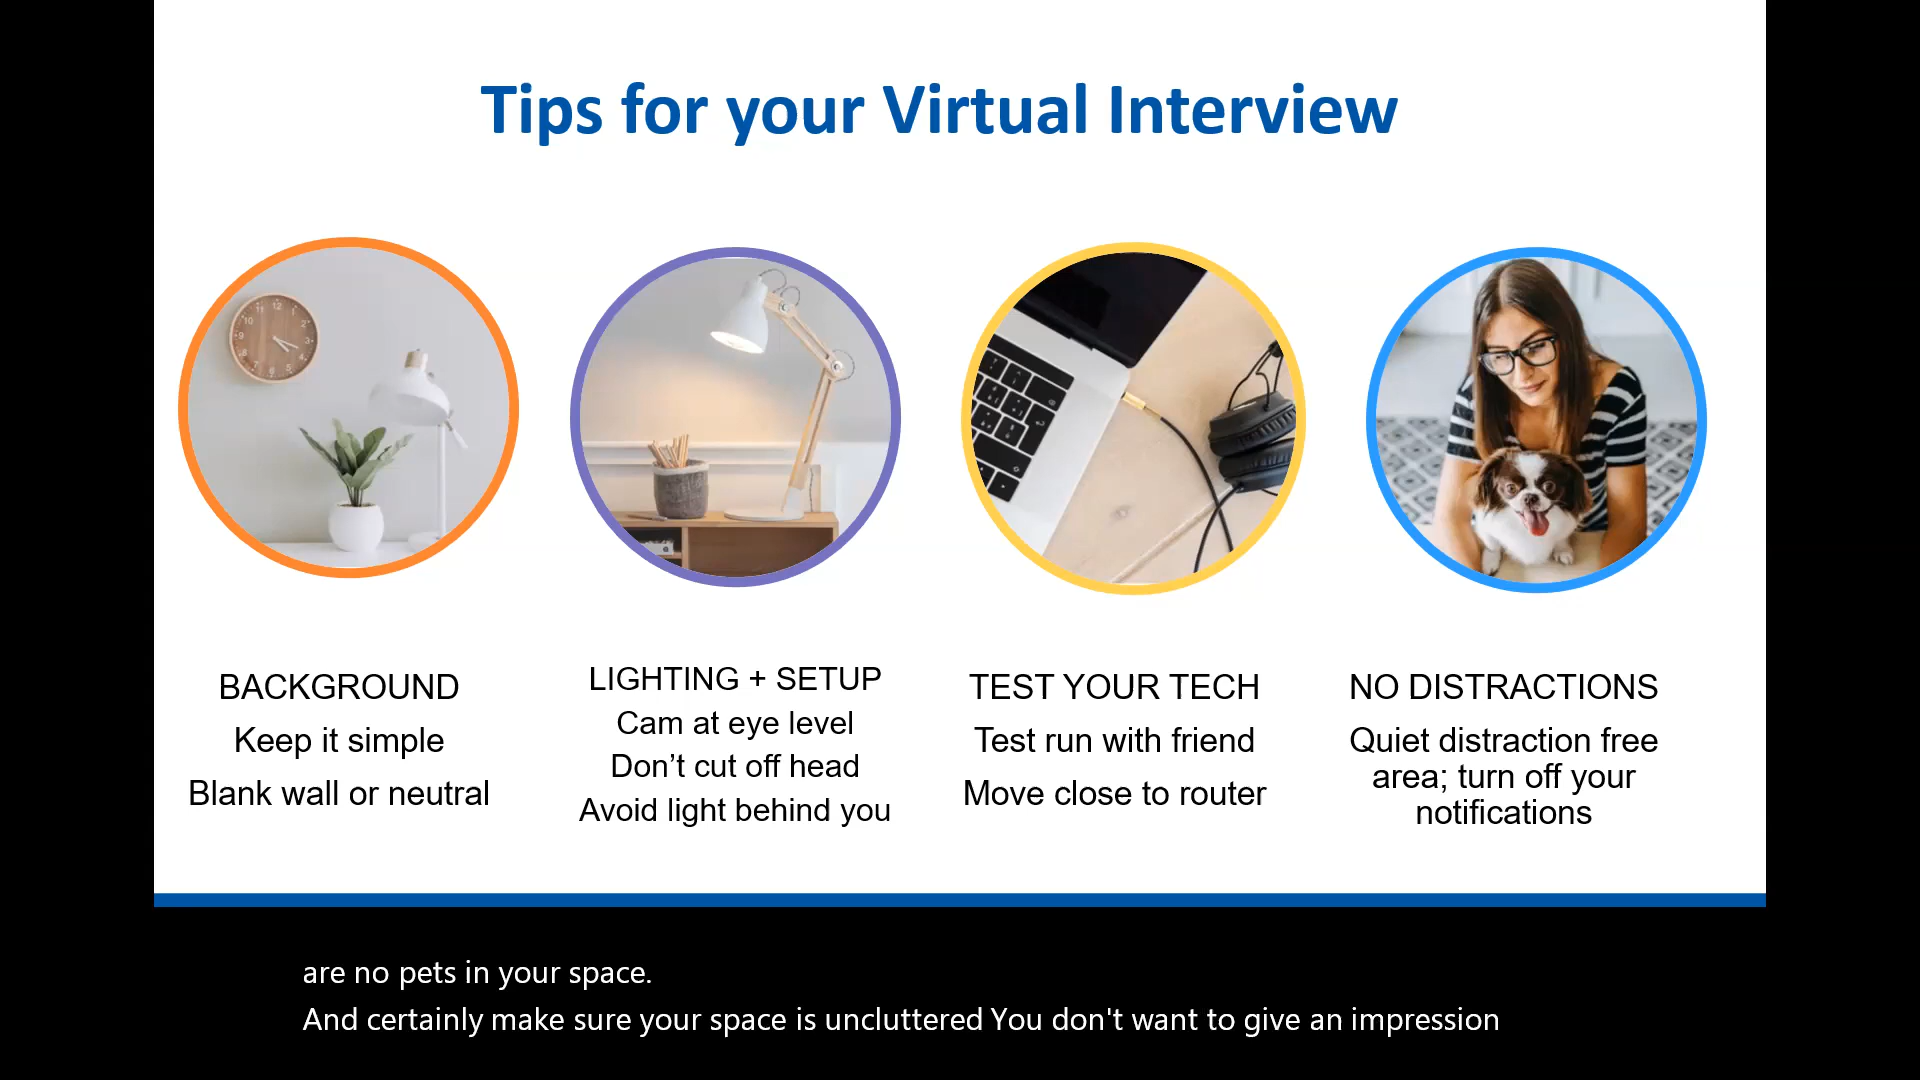 Tips for your Virtual Interview
BACKGROUND
Keep it simple
Blank wall or neutral
LIGHTING + SETUP
Cam at eye level
Don’t cut off head
Avoid light behind you
TEST YOUR TECH
Test run with friend
Move close to router
NO DISTRACTIONS
Quiet distraction free
area; turn off your
notifications
are no pets in your space.
And certainly make sure your space is uncluttered You don't want to give an impression